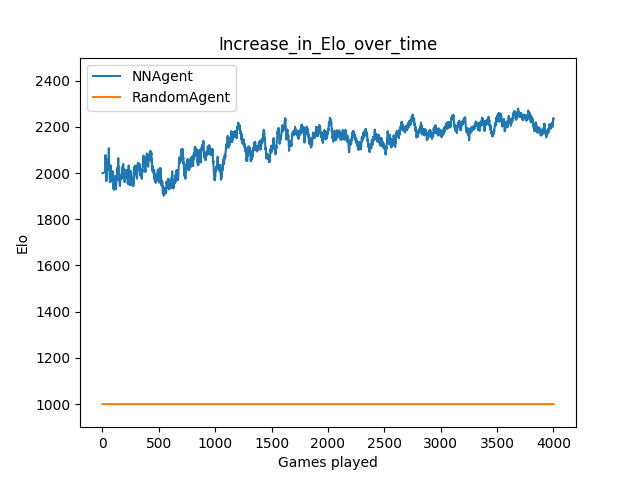 Increase_in_Elo_over_time
NNAgent
RandomAgent
2400
2200
2000
1800
1600
1400
1200
1000
Elo
0 500 1000 1500 2000 2500 3000 3500 4000
Games played